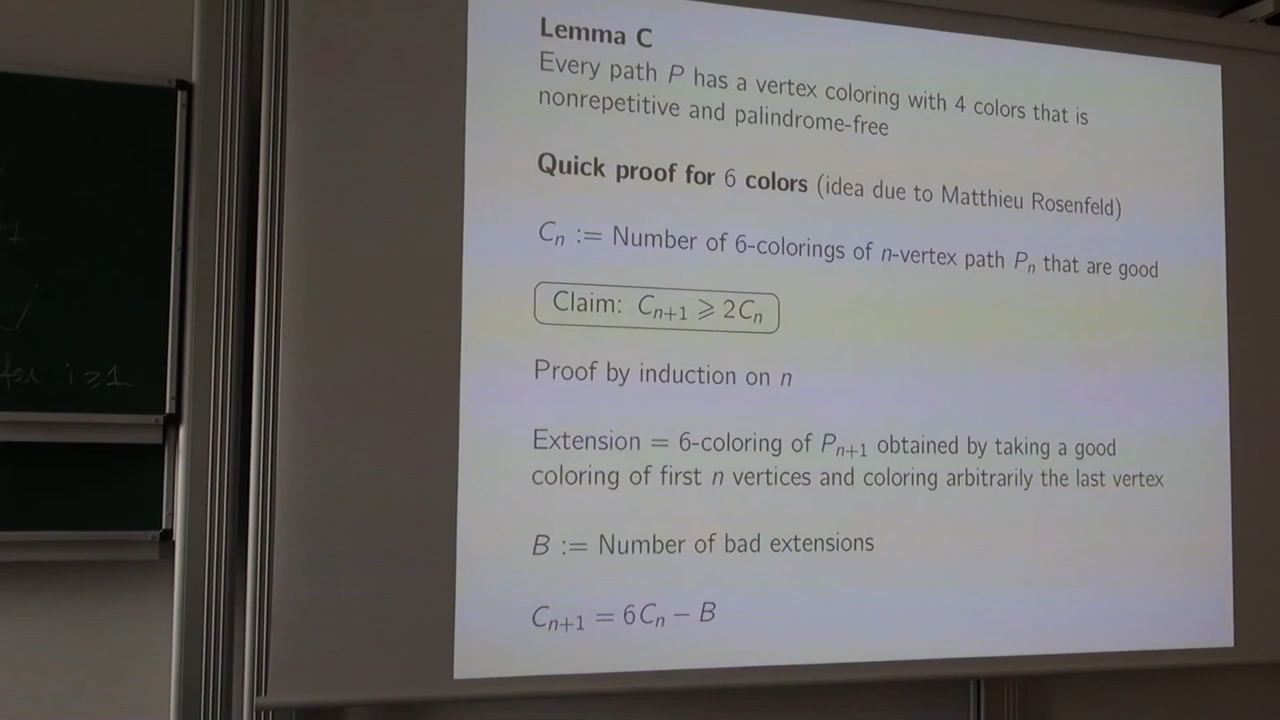 Lemma C
Every path P has a vertex coloring with 4 colors that is
nonrepetitive and palindrome-free
Quick proof for 6 colors (idea due to Matthieu Rosenfeld)
Cₙ := Number of 6-colorings of n-vertex path Pₙ that are good
Claim: Cₙ₊₁ ⩾ 2Cₙ
Proof by induction on n
Extension = 6-coloring of Pₙ₊₁ obtained by taking a good
coloring of first n vertices and coloring arbitrarily the last vertex
B := Number of bad extensions
Cₙ₊₁ = 6Cₙ − B
for i ≥ 1